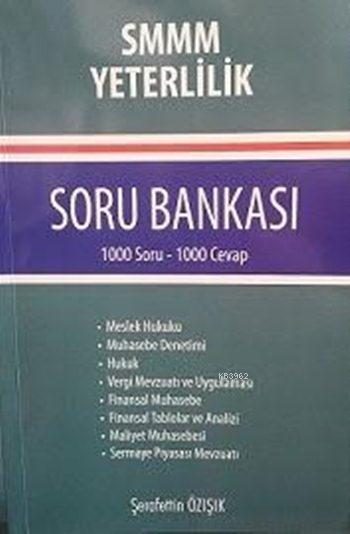 SMMM
YETERLİLİK
SORU BANKASI
1000 Soru - 1000 Cevap
• Meslek Hukuku
• Muhasebe Denetimi
• Hukuk
KB3962
• Vergi Mevzuatı ve Uygulaması
• Finansal Muhasebe
• Finansal Tablolar ve Analizi
• Maliyet Muhasebesi
• Sermaye Piyasası Mevzuatı
Şerafettin ÖZIŞIK